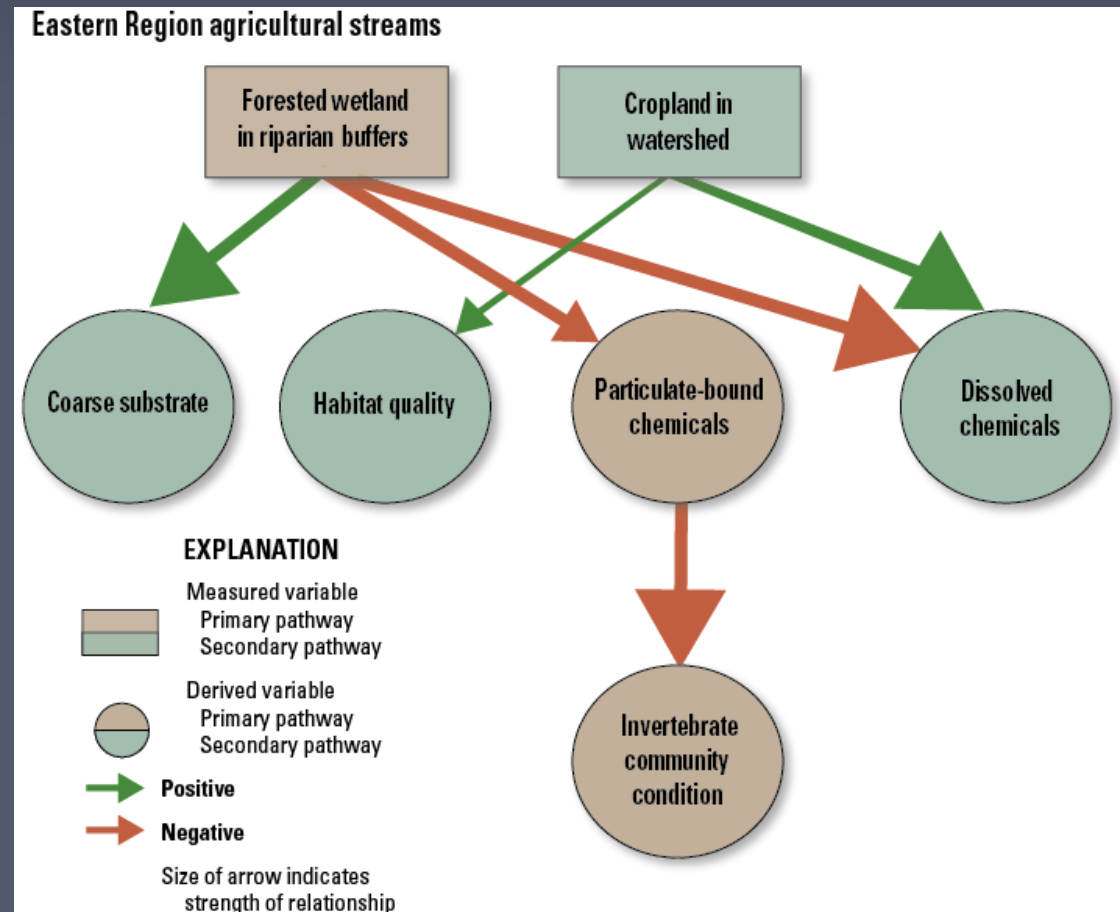 Eastern Region agricultural streams
Forested wetland
in riparian buffers
Cropland in
watershed
Coarse substrate
Habitat quality
Particulate-bound
chemicals
Dissolved
chemicals
Invertebrate
community
condition
EXPLANATION
Measured variable
Primary pathway
Secondary pathway
Derived variable
Primary pathway
Secondary pathway
Positive
Negative
Size of arrow indicates
strength of relationship